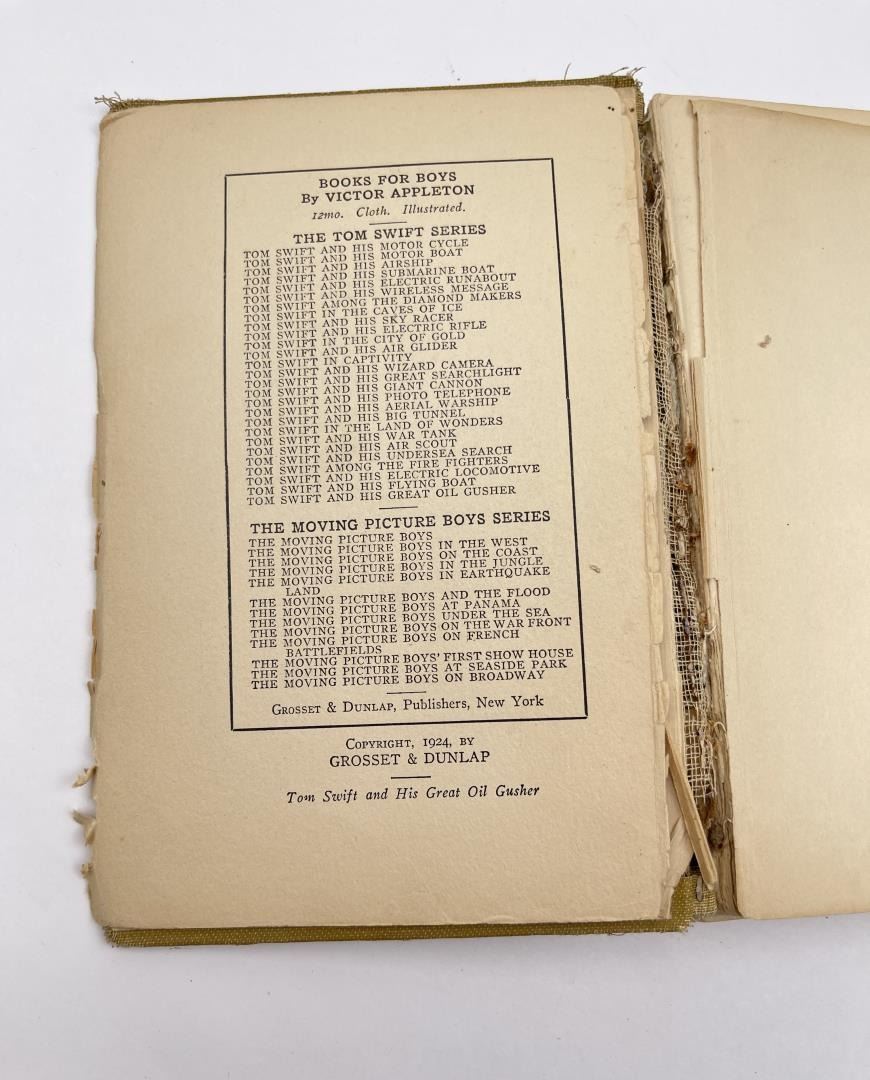 BOOKS FOR BOYS
By VICTOR APPLETON
12mo. Cloth. Illustrated.
THE TOM SWIFT SERIES
TOM SWIFT AND HIS MOTOR CYCLE
TOM SWIFT AND HIS MOTOR BOAT
TOM SWIFT AND HIS AIRSHIP
TOM SWIFT AND HIS SUBMARINE BOAT
TOM SWIFT AND HIS ELECTRIC RUNABOUT
TOM SWIFT AND HIS WIRELESS MESSAGE
TOM SWIFT AMONG THE DIAMOND MAKERS
TOM SWIFT IN THE CAVES OF ICE
TOM SWIFT AND HIS SKY RACER
TOM SWIFT AND HIS ELECTRIC RIFLE
TOM SWIFT IN THE CITY OF GOLD
TOM SWIFT AND HIS AIR GLIDER
TOM SWIFT IN CAPTIVITY
TOM SWIFT AND HIS WIZARD CAMERA
TOM SWIFT AND HIS GREAT SEARCHLIGHT
TOM SWIFT AND HIS GIANT CANNON
TOM SWIFT AND HIS PHOTO TELEPHONE
TOM SWIFT AND HIS AERIAL WARSHIP
TOM SWIFT AND HIS BIG TUNNEL
TOM SWIFT IN THE LAND OF WONDERS
TOM SWIFT AND HIS WAR TANK
TOM SWIFT AND HIS AIR SCOUT
TOM SWIFT AND HIS UNDERSEA SEARCH
TOM SWIFT AMONG THE FIRE FIGHTERS
TOM SWIFT AND HIS ELECTRIC LOCOMOTIVE
TOM SWIFT AND HIS FLYING BOAT
TOM SWIFT AND HIS GREAT OIL GUSHER
THE MOVING PICTURE BOYS SERIES
THE MOVING PICTURE BOYS
THE MOVING PICTURE BOYS IN THE WEST
THE MOVING PICTURE BOYS ON THE COAST
THE MOVING PICTURE BOYS IN THE JUNGLE
THE MOVING PICTURE BOYS IN EARTHQUAKE
LAND
THE MOVING PICTURE BOYS AND THE FLOOD
THE MOVING PICTURE BOYS AT PANAMA
THE MOVING PICTURE BOYS UNDER THE SEA
THE MOVING PICTURE BOYS ON THE WAR FRONT
THE MOVING PICTURE BOYS ON FRENCH
BATTLEFIELDS
THE MOVING PICTURE BOYS' FIRST SHOW HOUSE
THE MOVING PICTURE BOYS AT SEASIDE PARK
THE MOVING PICTURE BOYS ON BROADWAY
GROSSET & DUNLAP, Publishers, New York
COPYRIGHT, 1924, BY
GROSSET & DUNLAP
Tom Swift and His Great Oil Gusher